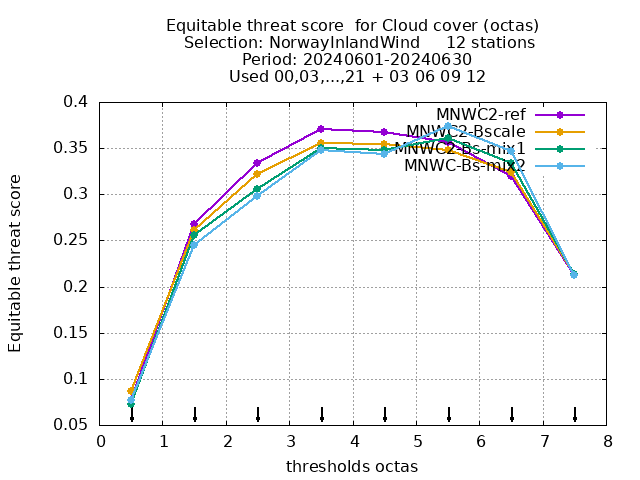 Equitable threat score  for Cloud cover (octas)
Selection: NorwayInlandWind     12 stations
Period: 20240601-20240630
Used 00,03,...,21 + 03 06 09 12
MNWC2-ref
MNWC2-Bscale
MNWC2-Bs-mix1
MNWC-Bs-mix2
Equitable threat score
0.4
0.35
0.3
0.25
0.2
0.15
0.1
0.05
0 1 2 3 4 5 6 7 8
thresholds octas